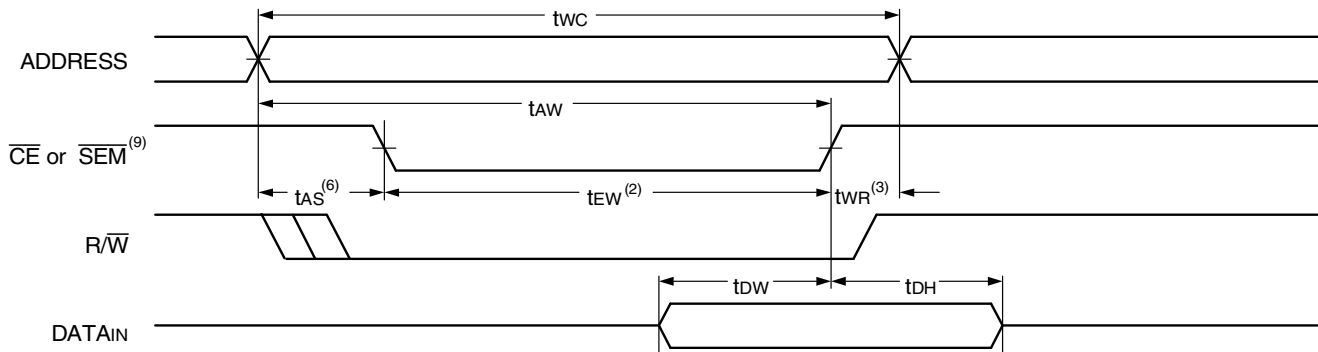 tWC
ADDRESS
tAW
CE or SEM(9)
tAS(6)
tEW(2)
tWR(3)
R/W
tDW
tDH
DATAIN